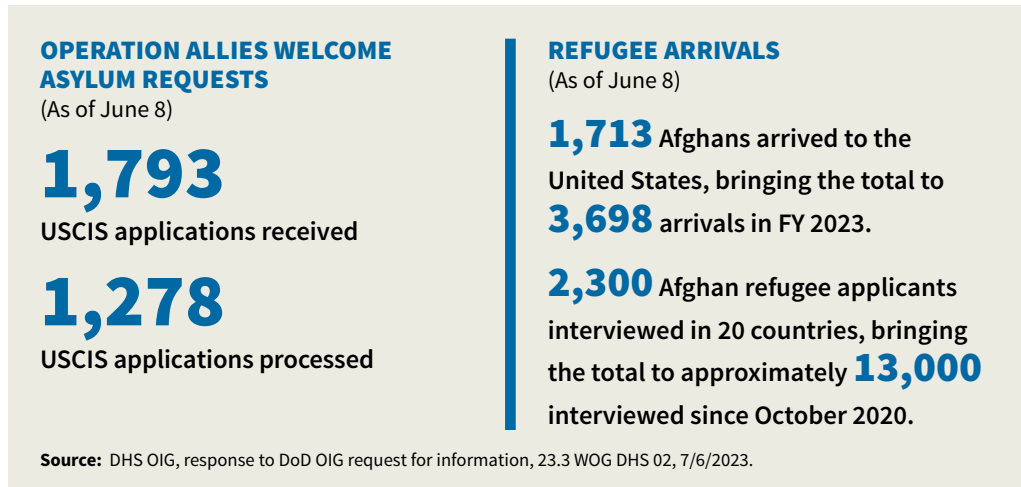 OPERATION ALLIES WELCOME
ASYLUM REQUESTS
(As of June 8)
1,793
USCIS applications received
1,278
USCIS applications processed
REFUGEE ARRIVALS
(As of June 8)
1,713 Afghans arrived to the
United States, bringing the total to
3,698 arrivals in FY 2023.
2,300 Afghan refugee applicants
interviewed in 20 countries, bringing
the total to approximately 13,000
interviewed since October 2020.
Source: DHS OIG, response to DoD OIG request for information, 23.3 WOG DHS 02, 7/6/2023.